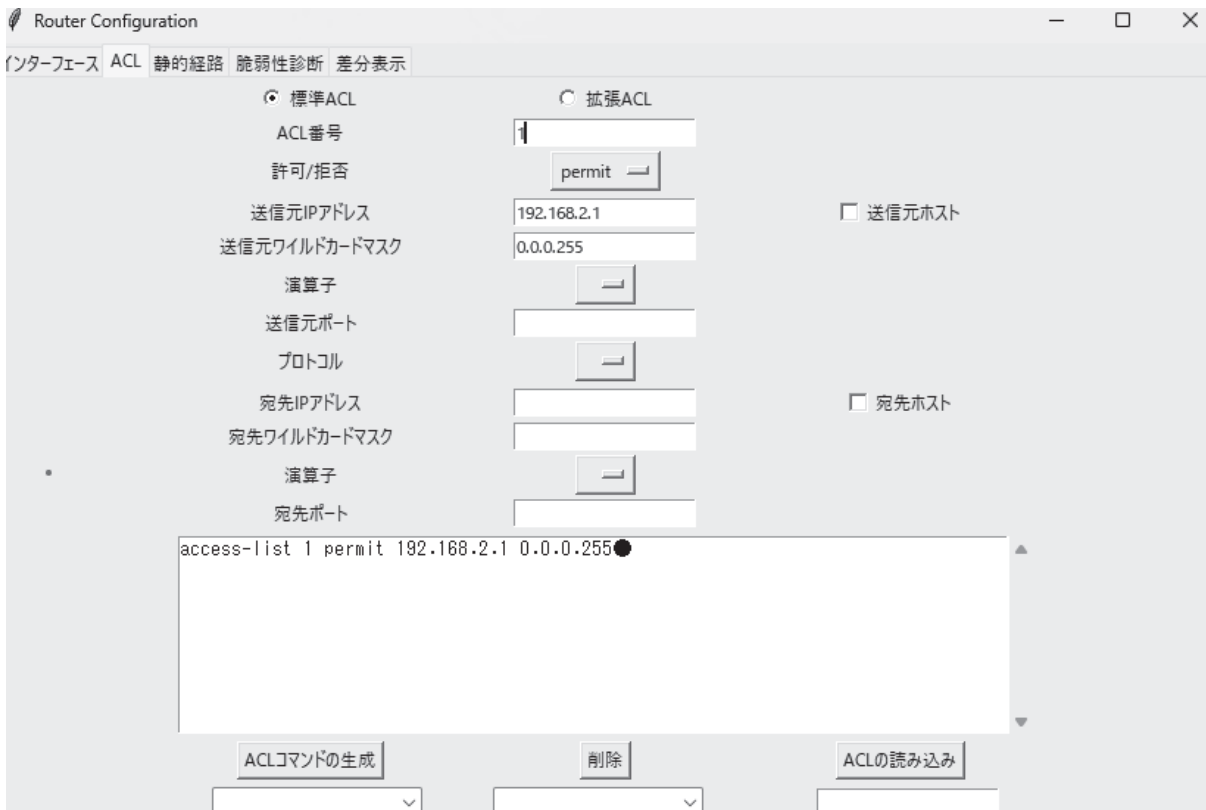 Router Configuration
インターフェース ACL 静的経路 脆弱性診断 差分表示
標準ACL 拡張ACL
ACL番号 1
許可/拒否 permit
送信元IPアドレス 192.168.2.1 送信元ホスト
送信元ワイルドカードマスク 0.0.0.255
演算子
送信元ポート
プロトコル
宛先IPアドレス 宛先ホスト
宛先ワイルドカードマスク
演算子
宛先ポート
access-list 1 permit 192.168.2.1 0.0.0.255●
ACLコマンドの生成 削除 ACLの読み込み